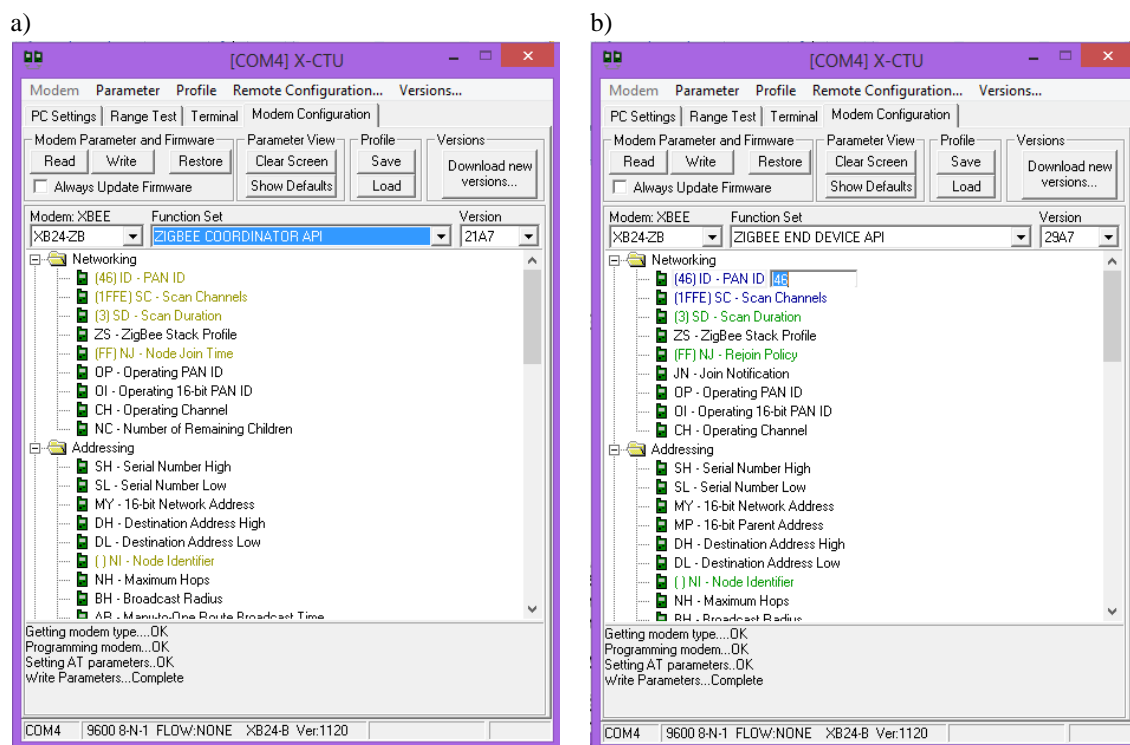 a)
[COM4] X-CTU
Modem Parameter Profile Remote Configuration... Versions...
PC Settings Range Test Terminal Modem Configuration
Modem Parameter and Firmware Parameter View Profile Versions
Read Write Restore Clear Screen Save Download new versions...
Always Update Firmware Show Defaults Load
Modem: XBEE Function Set Version
XB24-ZB ZIGBEE COORDINATOR API 21A7
Networking
(46) ID - PAN ID
(1FFE) SC - Scan Channels
(3) SD - Scan Duration
ZS - ZigBee Stack Profile
(FF) NJ - Node Join Time
OP - Operating PAN ID
OI - Operating 16-bit PAN ID
CH - Operating Channel
NC - Number of Remaining Children
Addressing
SH - Serial Number High
SL - Serial Number Low
MY - 16-bit Network Address
DH - Destination Address High
DL - Destination Address Low
( ) NI - Node Identifier
NH - Maximum Hops
BH - Broadcast Radius
AR - Many-to-One Route Broadcast Time
Getting modem type....OK
Programming modem...OK
Setting AT parameters..OK
Write Parameters...Complete
COM4 9600 8-N-1 FLOW:NONE XB24-B Ver:1120
b)
[COM4] X-CTU
Modem Parameter Profile Remote Configuration... Versions...
PC Settings Range Test Terminal Modem Configuration
Modem Parameter and Firmware Parameter View Profile Versions
Read Write Restore Clear Screen Save Download new versions...
Always Update Firmware Show Defaults Load
Modem: XBEE Function Set Version
XB24-ZB ZIGBEE END DEVICE API 29A7
Networking
(46) ID - PAN ID 46
(1FFE) SC - Scan Channels
(3) SD - Scan Duration
ZS - ZigBee Stack Profile
(FF) NJ - Rejoin Policy
JN - Join Notification
OP - Operating PAN ID
OI - Operating 16-bit PAN ID
CH - Operating Channel
Addressing
SH - Serial Number High
SL - Serial Number Low
MY - 16-bit Network Address
MP - 16-bit Parent Address
DH - Destination Address High
DL - Destination Address Low
( ) NI - Node Identifier
NH - Maximum Hops
BH - Broadcast Radius
Getting modem type....OK
Programming modem...OK
Setting AT parameters..OK
Write Parameters...Complete
COM4 9600 8-N-1 FLOW:NONE XB24-B Ver:1120